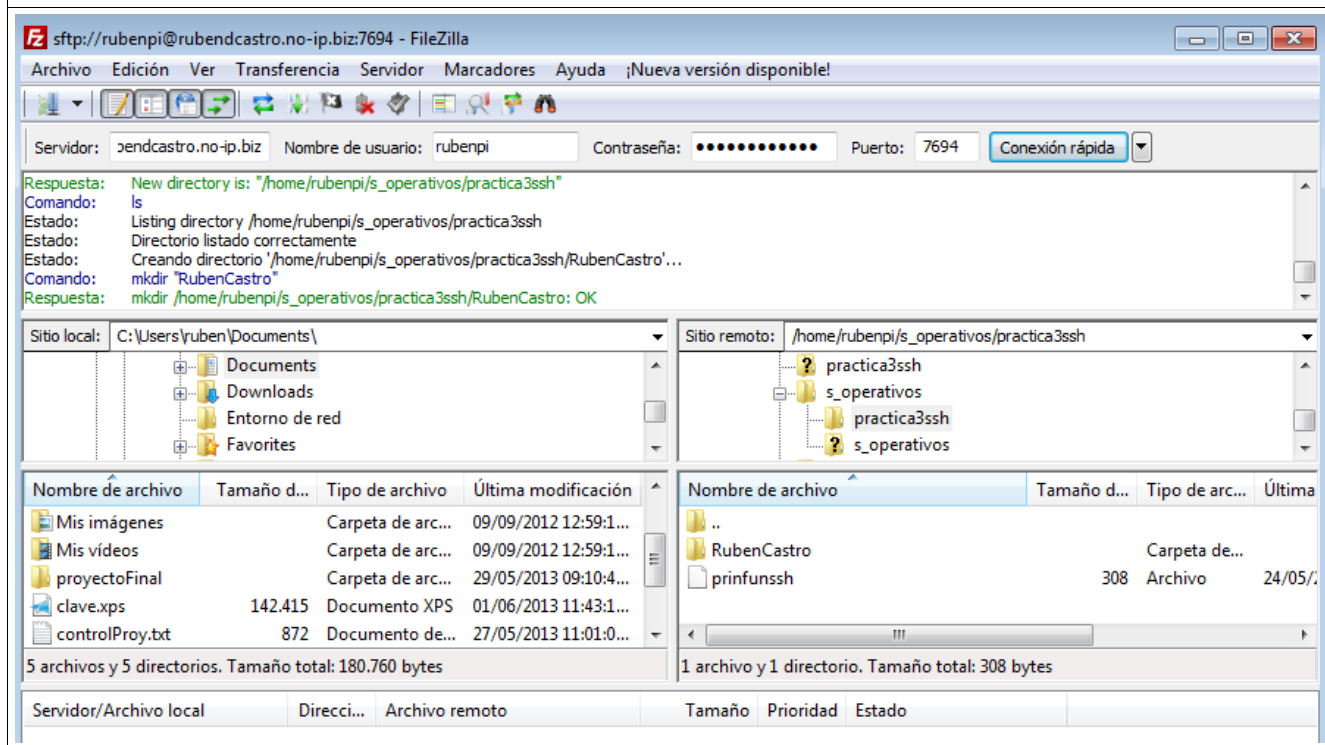 sftp://rubenpi@rubendcastro.no-ip.biz:7694 - FileZilla
Archivo Edición Ver Transferencia Servidor Marcadores Ayuda ¡Nueva versión disponible!
Servidor: endcastro.no-ip.biz Nombre de usuario: rubenpi Contraseña: ●●●●●●●●●●●● Puerto: 7694 Conexión rápida
Respuesta: New directory is: "/home/rubenpi/s_operativos/practica3ssh"
Comando: ls
Estado: Listing directory /home/rubenpi/s_operativos/practica3ssh
Estado: Directorio listado correctamente
Estado: Creando directorio '/home/rubenpi/s_operativos/practica3ssh/RubenCastro'...
Comando: mkdir "RubenCastro"
Respuesta: mkdir /home/rubenpi/s_operativos/practica3ssh/RubenCastro: OK
Sitio local: C:\Users\ruben\Documents\
Documents
Downloads
Entorno de red
Favorites
Sitio remoto: /home/rubenpi/s_operativos/practica3ssh
practica3ssh
s_operativos
practica3ssh
s_operativos
Nombre de archivo Tamaño d... Tipo de archivo Última modificación
Mis imágenes Carpeta de arc... 09/09/2012 12:59:1...
Mis vídeos Carpeta de arc... 09/09/2012 12:59:1...
proyectoFinal Carpeta de arc... 29/05/2013 09:10:4...
clave.xps 142.415 Documento XPS 01/06/2013 11:43:1...
controlProy.txt 872 Documento de... 27/05/2013 11:01:0...
5 archivos y 5 directorios. Tamaño total: 180.760 bytes
Nombre de archivo Tamaño d... Tipo de arc... Última
..
RubenCastro Carpeta de...
prinfunssh 308 Archivo 24/05/
1 archivo y 1 directorio. Tamaño total: 308 bytes
Servidor/Archivo local Direcci... Archivo remoto Tamaño Prioridad Estado